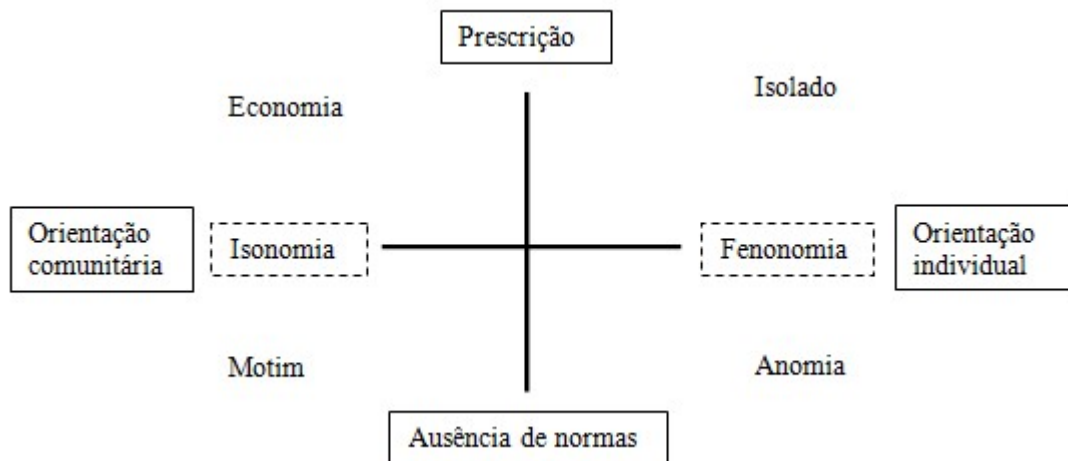 Prescrição
Isolado
Economia
Orientação
comunitária
Isonomia
Fenonomia
Orientação
individual
Motim
Anomia
Ausência de normas